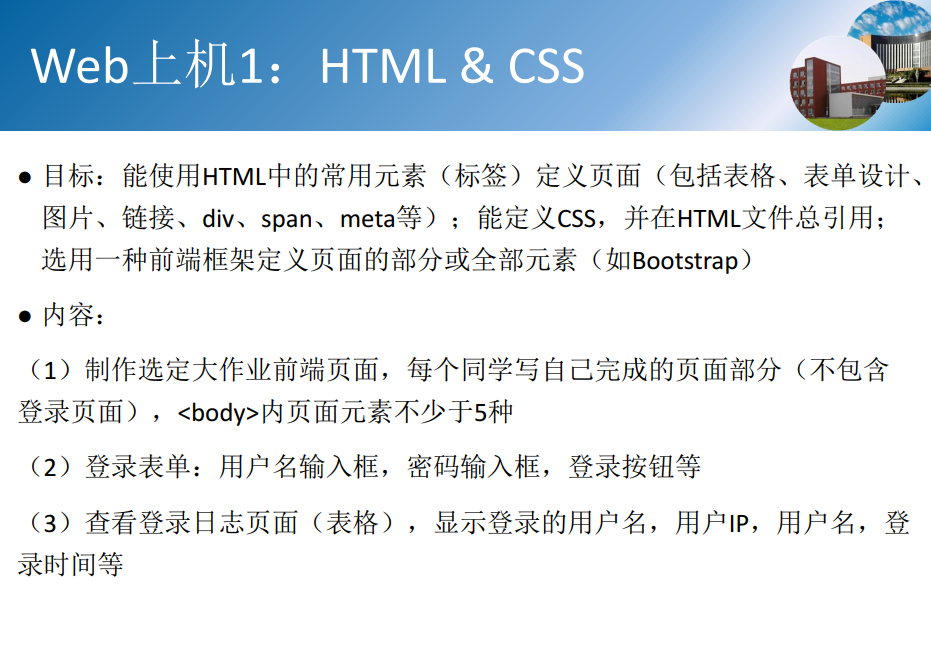 Web上机1：HTML & CSS
● 目标：能使用HTML中的常用元素（标签）定义页面（包括表格、表单设计、
图片、链接、div、span、meta等）；能定义CSS，并在HTML文件总引用；
选用一种前端框架定义页面的部分或全部元素（如Bootstrap）
● 内容：
（1）制作选定大作业前端页面，每个同学写自己完成的页面部分（不包含
登录页面），<body>内页面元素不少于5种
（2）登录表单：用户名输入框，密码输入框，登录按钮等
（3）查看登录日志页面（表格），显示登录的用户名，用户IP，用户名，登
录时间等